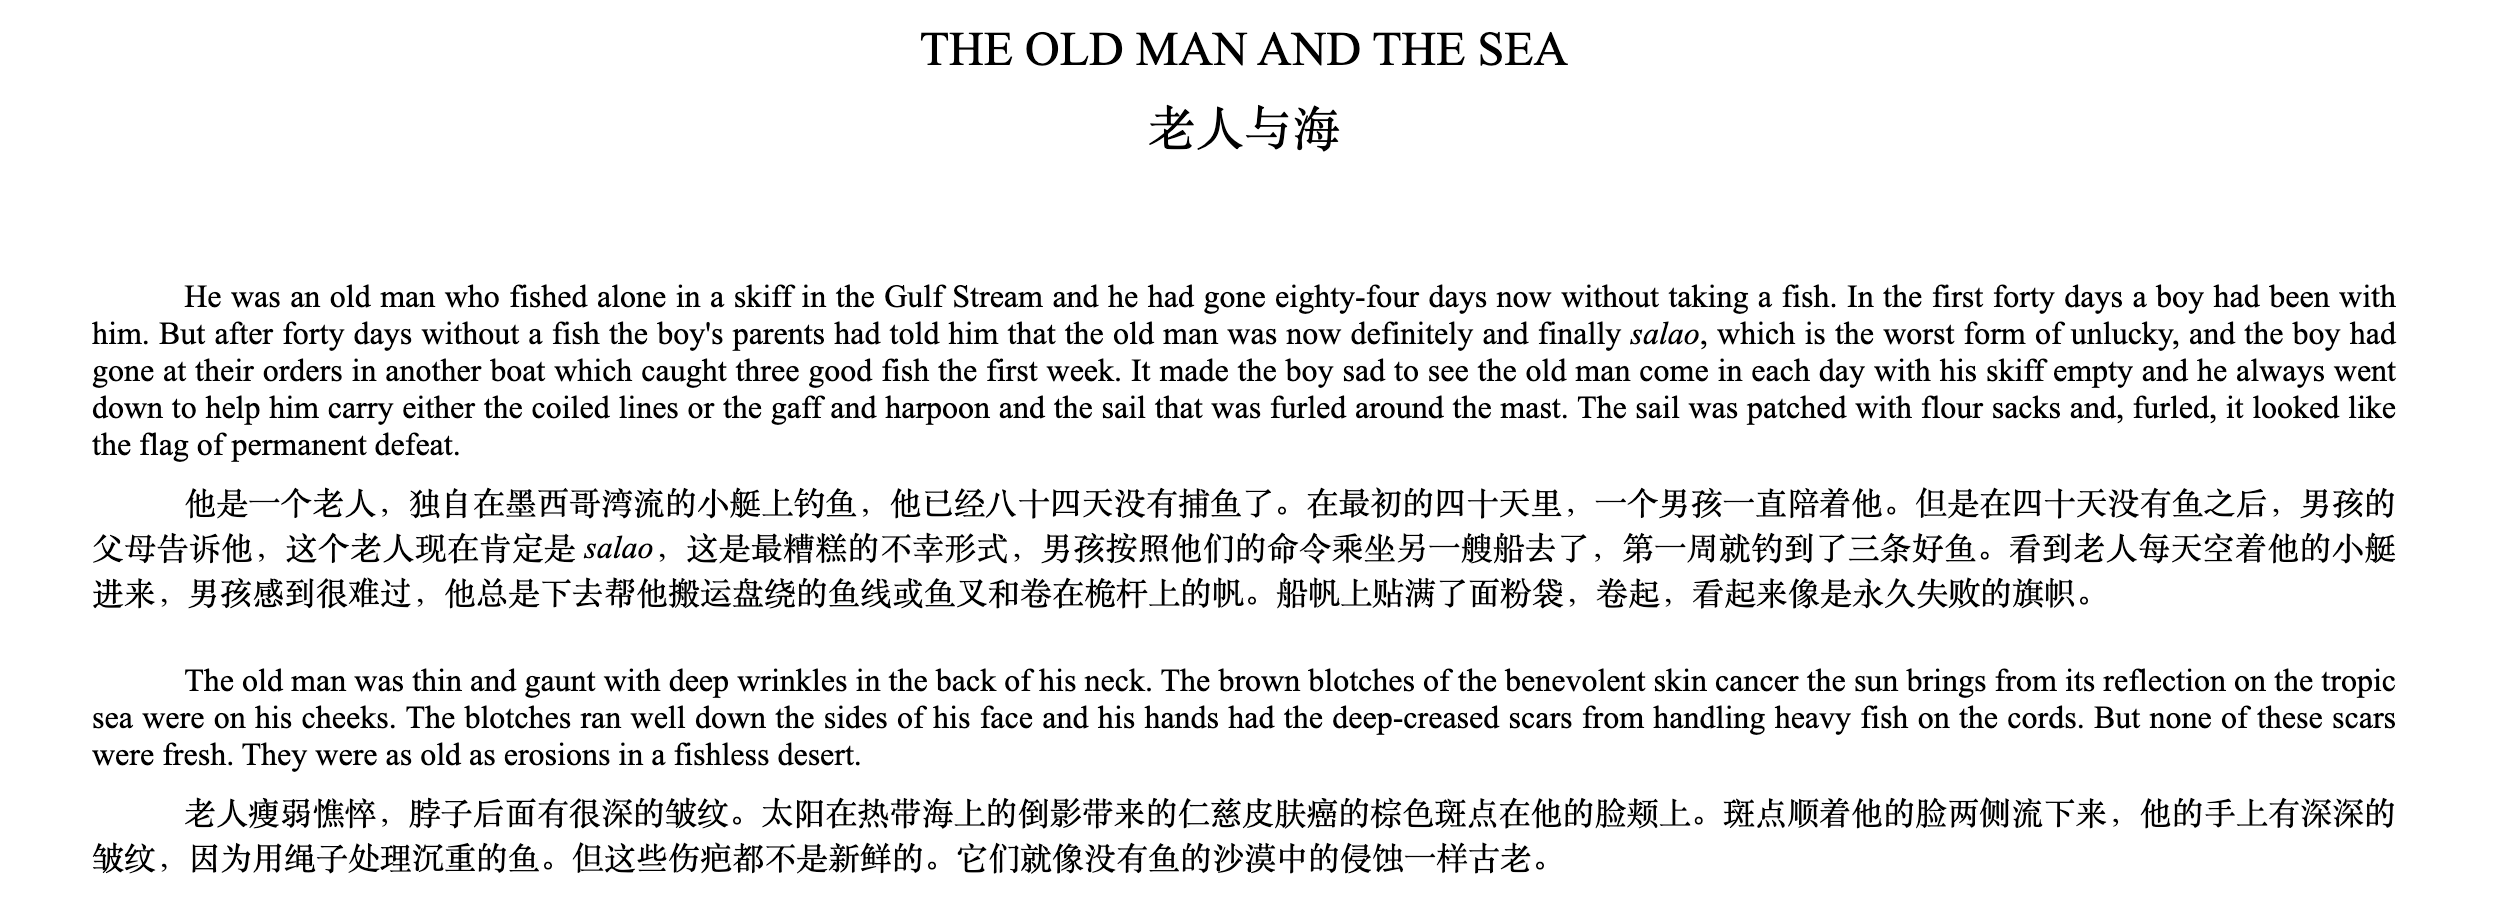 THE OLD MAN AND THE SEA
老人与海
He was an old man who fished alone in a skiff in the Gulf Stream and he had gone eighty-four days now without taking a fish. In the first forty days a boy had been with
him. But after forty days without a fish the boy's parents had told him that the old man was now definitely and finally salao, which is the worst form of unlucky, and the boy had
gone at their orders in another boat which caught three good fish the first week. It made the boy sad to see the old man come in each day with his skiff empty and he always went
down to help him carry either the coiled lines or the gaff and harpoon and the sail that was furled around the mast. The sail was patched with flour sacks and, furled, it looked like
the flag of permanent defeat.
他是一个老人，独自在墨西哥湾流的小艇上钓鱼，他已经八十四天没有捕鱼了。在最初的四十天里，一个男孩一直陪着他。但是在四十天没有鱼之后，男孩的
父母告诉他，这个老人现在肯定是 salao，这是最糟糕的不幸形式，男孩按照他们的命令乘坐另一艘船去了，第一周就钓到了三条好鱼。看到老人每天空着他的小艇
进来，男孩感到很难过，他总是下去帮他搬运盘绕的鱼线或鱼叉和卷在桅杆上的帆。船帆上贴满了面粉袋，卷起，看起来像是永久失败的旗帜。
The old man was thin and gaunt with deep wrinkles in the back of his neck. The brown blotches of the benevolent skin cancer the sun brings from its reflection on the tropic
sea were on his cheeks. The blotches ran well down the sides of his face and his hands had the deep-creased scars from handling heavy fish on the cords. But none of these scars
were fresh. They were as old as erosions in a fishless desert.
老人瘦弱憔悴，脖子后面有很深的皱纹。太阳在热带海上的倒影带来的仁慈皮肤癌的棕色斑点在他的脸颊上。斑点顺着他的脸两侧流下来，他的手上有深深的
皱纹，因为用绳子处理沉重的鱼。但这些伤疤都不是新鲜的。它们就像没有鱼的沙漠中的侵蚀一样古老。